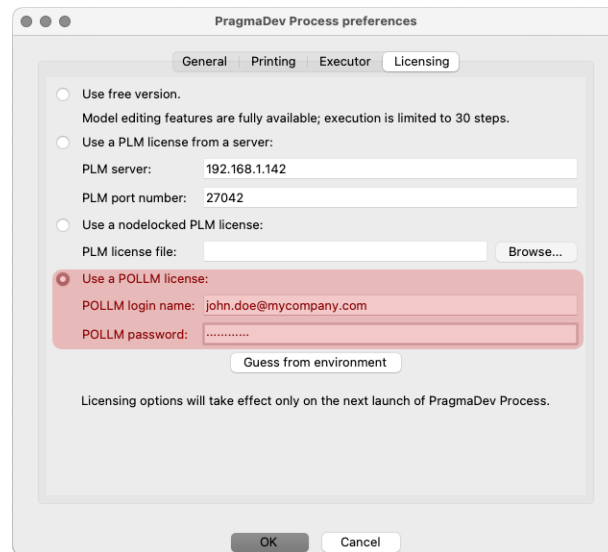 PragmaDev Process preferences
General Printing Executor Licensing
Use free version.
Model editing features are fully available; execution is limited to 30 steps.
Use a PLM license from a server:
PLM server: 192.168.1.142
PLM port number: 27042
Use a nodelocked PLM license:
PLM license file: Browse...
Use a POLLM license:
POLLM login name: john.doe@mycompany.com
POLLM password: ••••••••••••
Guess from environment
Licensing options will take effect only on the next launch of PragmaDev Process.
OK Cancel